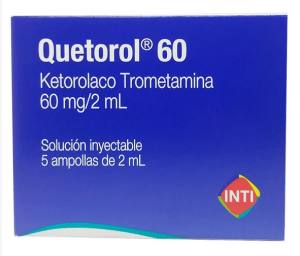 Quetorol® 60
Ketorolaco Trometamina
60 mg/2 mL
Solución inyectable
5 ampollas de 2 mL
INTI